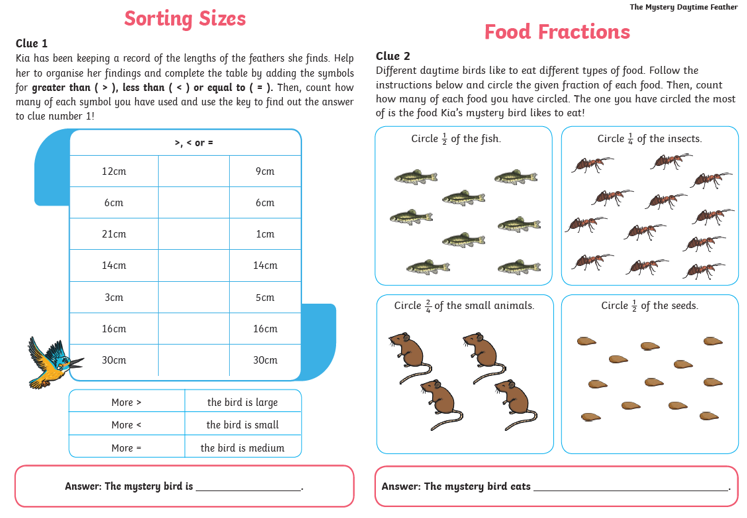 The Mystery Daytime Feather
Sorting Sizes
Clue 1
Kia has been keeping a record of the lengths of the feathers she finds. Help
her to organise her findings and complete the table by adding the symbols
for greater than ( > ), less than ( < ) or equal to ( = ). Then, count how
many of each symbol you have used and use the key to find out the answer
to clue number 1!
>, < or =
12cm 9cm
6cm 6cm
21cm 1cm
14cm 14cm
3cm 5cm
16cm 16cm
30cm 30cm
More > the bird is large
More < the bird is small
More = the bird is medium
Answer: The mystery bird is ____________________.
Food Fractions
Clue 2
Different daytime birds like to eat different types of food. Follow the
instructions below and circle the given fraction of each food. Then, count
how many of each food you have circled. The one you have circled the most
of is the food Kia's mystery bird likes to eat!
Circle 1/2 of the fish.
Circle 1/4 of the insects.
Circle 2/4 of the small animals.
Circle 1/2 of the seeds.
Answer: The mystery bird eats ____________________________________.